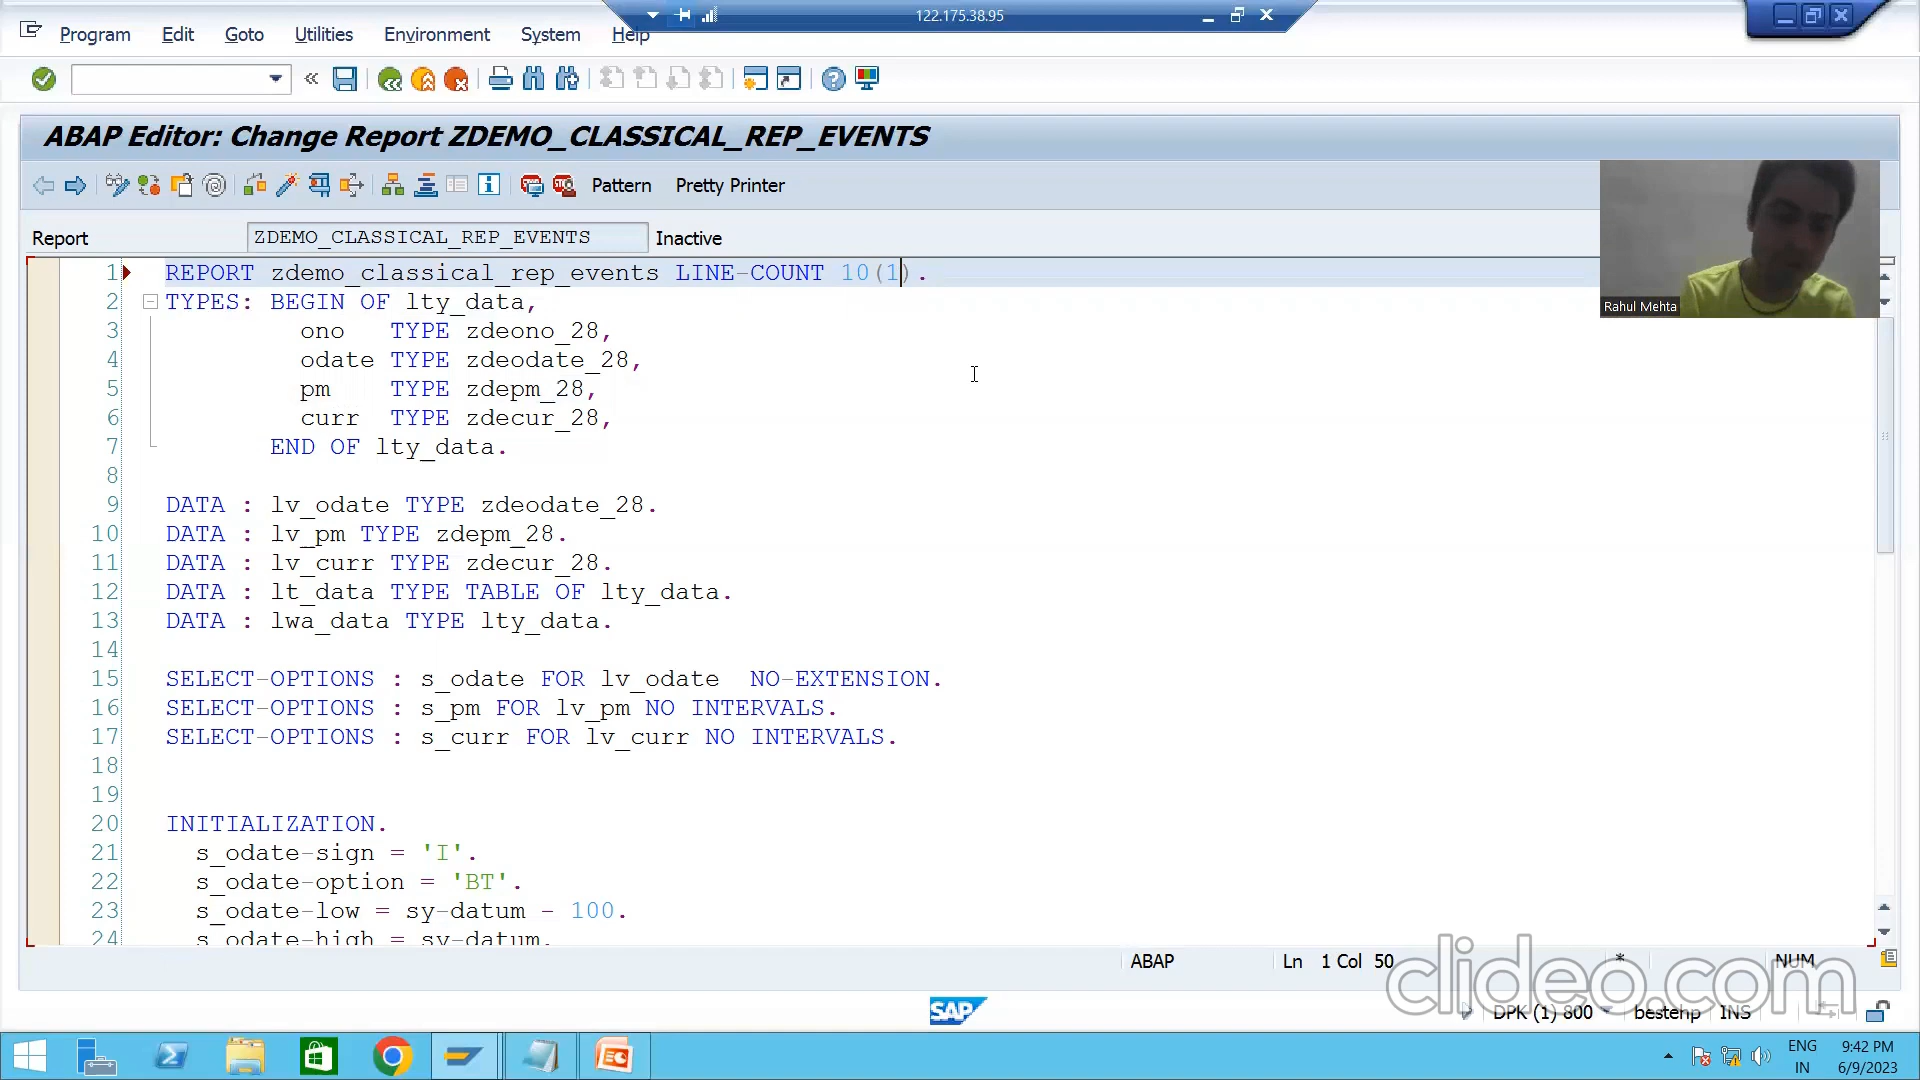 122.175.38.95
Program Edit Goto Utilities Environment System Help
ABAP Editor: Change Report ZDEMO_CLASSICAL_REP_EVENTS
Pattern Pretty Printer
Report ZDEMO_CLASSICAL_REP_EVENTS Inactive
Rahul Mehta
1 REPORT zdemo_classical_rep_events LINE-COUNT 10(1).
2 TYPES: BEGIN OF lty_data,
3 ono TYPE zdeono_28,
4 odate TYPE zdeodate_28,
5 pm TYPE zdepm_28,
6 curr TYPE zdecur_28,
7 END OF lty_data.
8
9 DATA : lv_odate TYPE zdeodate_28.
10 DATA : lv_pm TYPE zdepm_28.
11 DATA : lv_curr TYPE zdecur_28.
12 DATA : lt_data TYPE TABLE OF lty_data.
13 DATA : lwa_data TYPE lty_data.
14
15 SELECT-OPTIONS : s_odate FOR lv_odate NO-EXTENSION.
16 SELECT-OPTIONS : s_pm FOR lv_pm NO INTERVALS.
17 SELECT-OPTIONS : s_curr FOR lv_curr NO INTERVALS.
18
19
20 INITIALIZATION.
21 s_odate-sign = 'I'.
22 s_odate-option = 'BT'.
23 s_odate-low = sy-datum - 100.
24 s_odate-high = sy-datum.
ABAP Ln 1 Col 50 * NUM
clideo.com
SAP DPK (1) 800 bestehp INS
ENG 9:42 PM
IN 6/9/2023